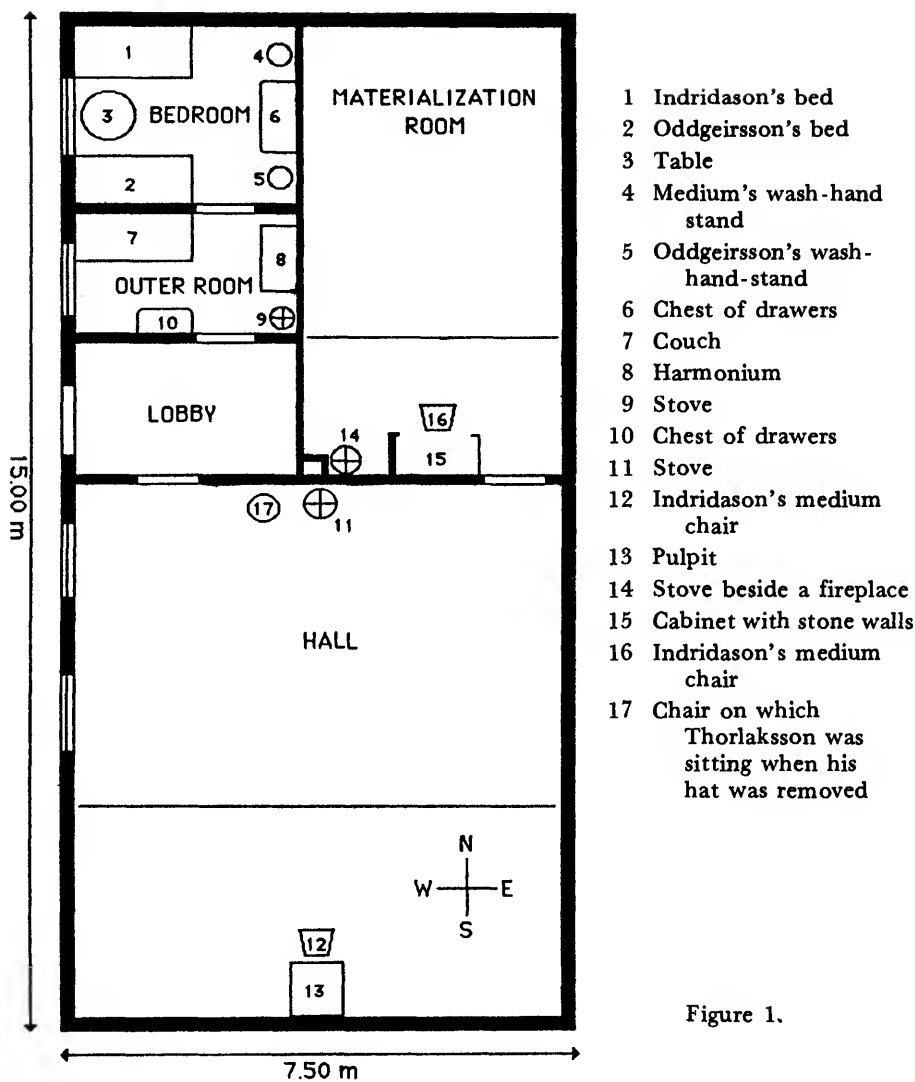 1
4
MATERIALIZATION
ROOM
3
BEDROOM
6
2
5
7
8
OUTER ROOM
10
9
LOBBY
16
14
15
17
11
15.00 m
HALL
N
W
E
S
12
13
7.50 m
1 Indridason's bed
2 Oddgeirsson's bed
3 Table
4 Medium's wash-hand
stand
5 Oddgeirsson's wash-
hand-stand
6 Chest of drawers
7 Couch
8 Harmonium
9 Stove
10 Chest of drawers
11 Stove
12 Indridason's medium
chair
13 Pulpit
14 Stove beside a fireplace
15 Cabinet with stone walls
16 Indridason's medium
chair
17 Chair on which
Thorlaksson was
sitting when his
hat was removed
Figure 1.